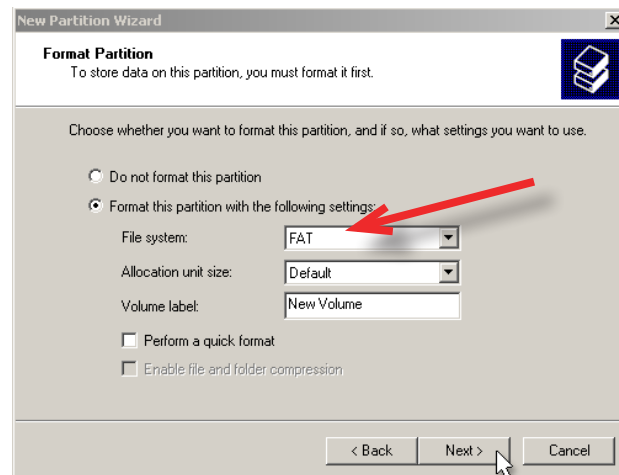 New Partition Wizard
Format Partition
To store data on this partition, you must format it first.
Choose whether you want to format this partition, and if so, what settings you want to use.
Do not format this partition
Format this partition with the following settings:
File system: FAT
Allocation unit size: Default
Volume label: New Volume
Perform a quick format
Enable file and folder compression
< Back Next > Cancel